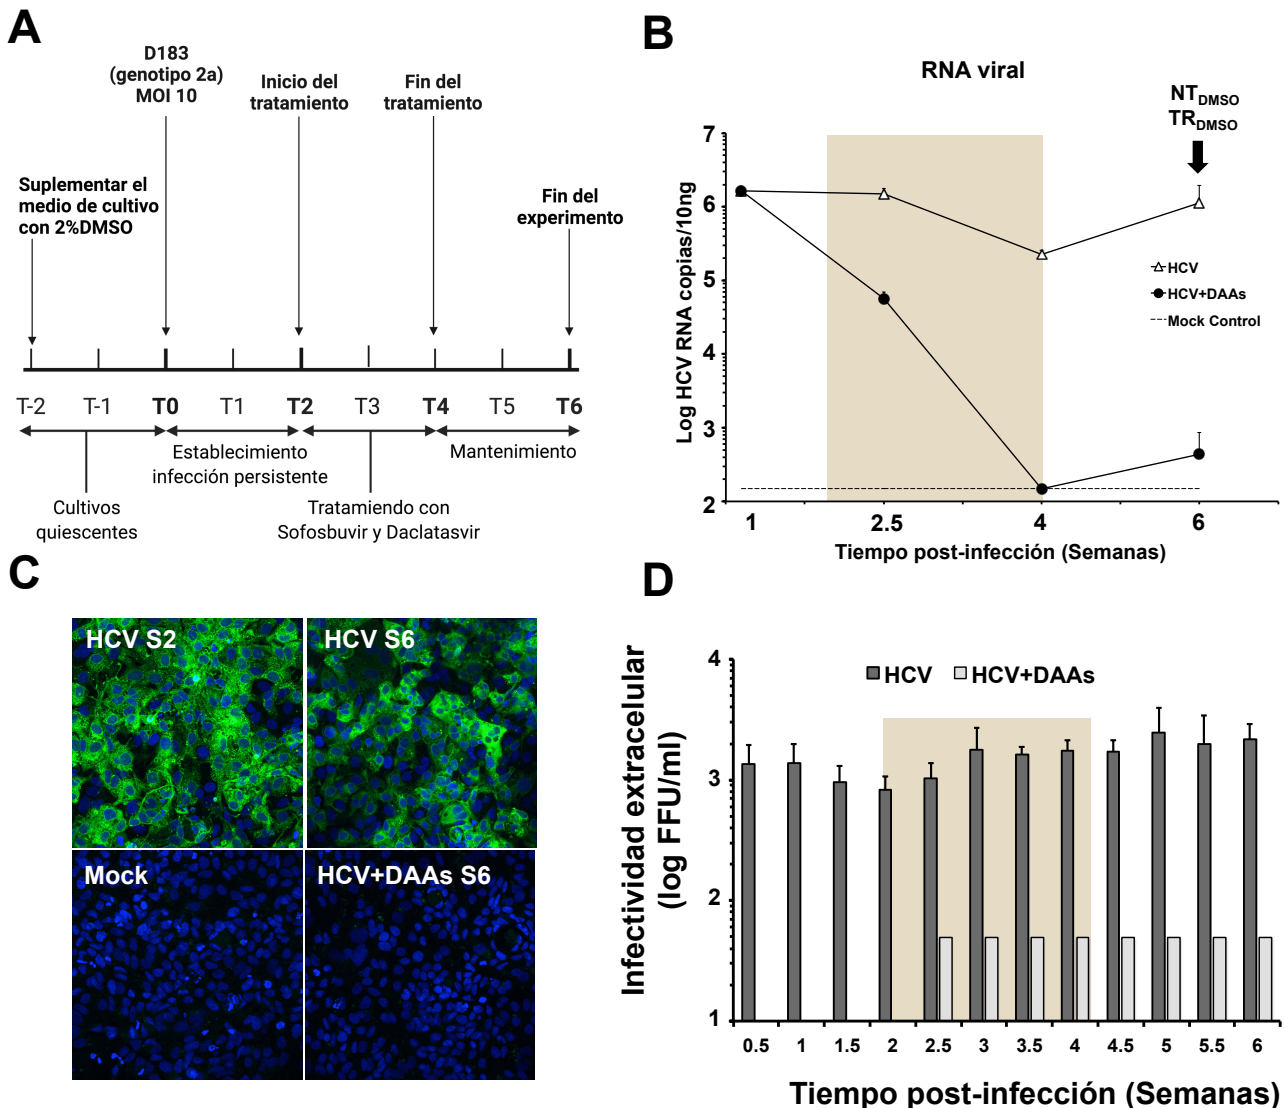 A
D183
(genotipo 2a)
MOI 10
Inicio del
tratamiento
Fin del
tratamiento
Suplementar el
medio de cultivo
con 2%DMSO
Fin del
experimento
T-2 T-1 T0 T1 T2 T3 T4 T5 T6
Establecimiento
infección persistente
Mantenimiento
Cultivos
quiescentes
Tratamiendo con
Sofosbuvir y Daclatasvir
B
RNA viral
NTDMSO
TRDMSO
Log HCV RNA copias/10ng
7
6
5
4
3
2
HCV
HCV+DAAs
Mock Control
1 2.5 4 6
Tiempo post-infección (Semanas)
C
HCV S2
HCV S6
Mock
HCV+DAAs S6
D
Infectividad extracelular
(log FFU/ml)
4
3
2
1
HCV HCV+DAAs
0.5 1 1.5 2 2.5 3 3.5 4 4.5 5 5.5 6
Tiempo post-infección (Semanas)